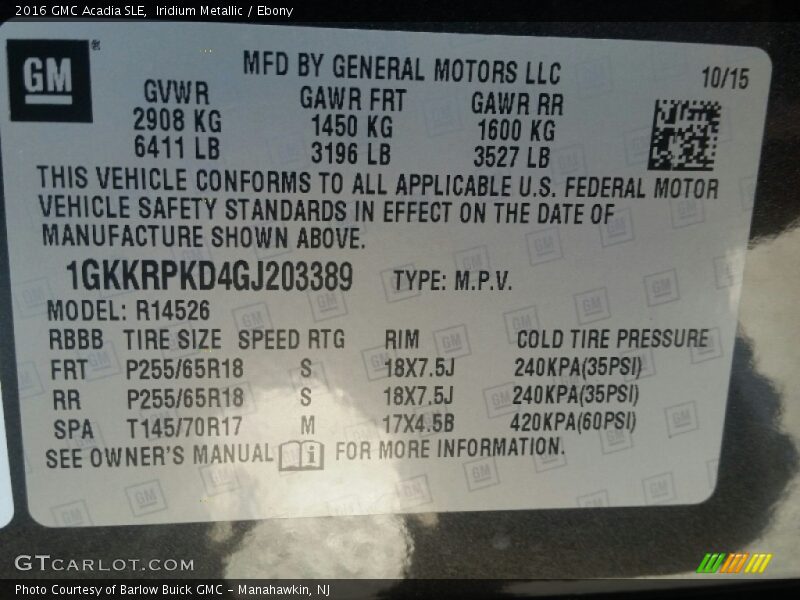 2016 GMC Acadia SLE,  Iridium Metallic / Ebony
GM®
MFD BY GENERAL MOTORS LLC
10/15
GVWR GAWR FRT GAWR RR
2908 KG 1450 KG 1600 KG
6411 LB 3196 LB 3527 LB
THIS VEHICLE CONFORMS TO ALL APPLICABLE U.S. FEDERAL MOTOR
VEHICLE SAFETY STANDARDS IN EFFECT ON THE DATE OF
MANUFACTURE SHOWN ABOVE.
1GKKRPKD4GJ203389 TYPE: M.P.V.
MODEL: R14526
RBBB TIRE SIZE SPEED RTG RIM COLD TIRE PRESSURE
FRT P255/65R18 S 18X7.5J 240KPA(35PSI)
RR P255/65R18 S 18X7.5J 240KPA(35PSI)
SPA T145/70R17 M 17X4.5B 420KPA(60PSI)
SEE OWNER'S MANUAL FOR MORE INFORMATION.
GTCARLOT.COM
Photo Courtesy of Barlow Buick GMC – Manahawkin, NJ